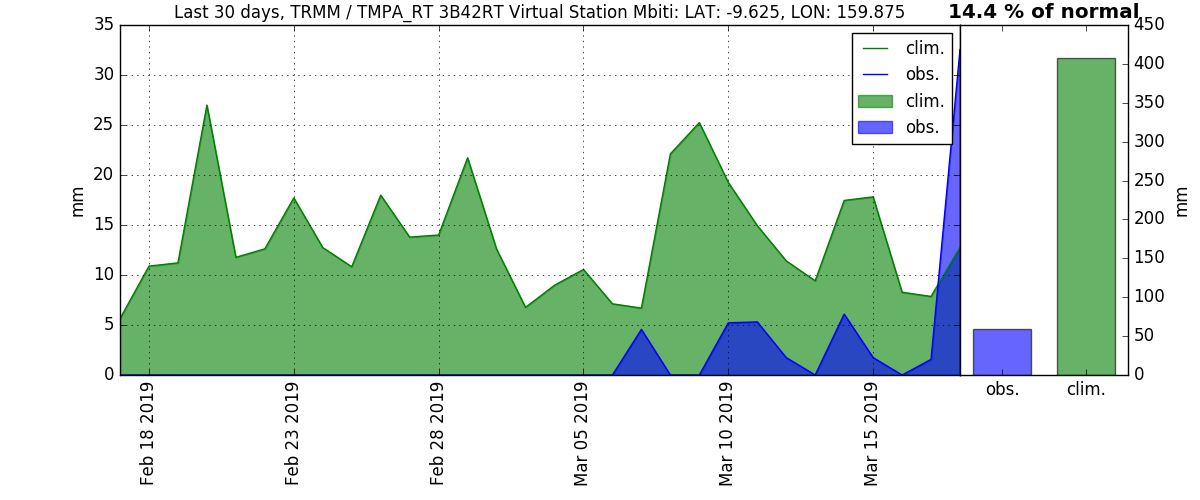 Last 30 days, TRMM / TMPA_RT 3B42RT Virtual Station Mbiti: LAT: -9.625, LON: 159.875
14.4 % of normal
35
30
25
20
15
10
5
0
mm
Feb 18 2019
Feb 23 2019
Feb 28 2019
Mar 05 2019
Mar 10 2019
Mar 15 2019
clim.
obs.
clim.
obs.
450
400
350
300
250
200
150
100
50
0
mm
obs.
clim.